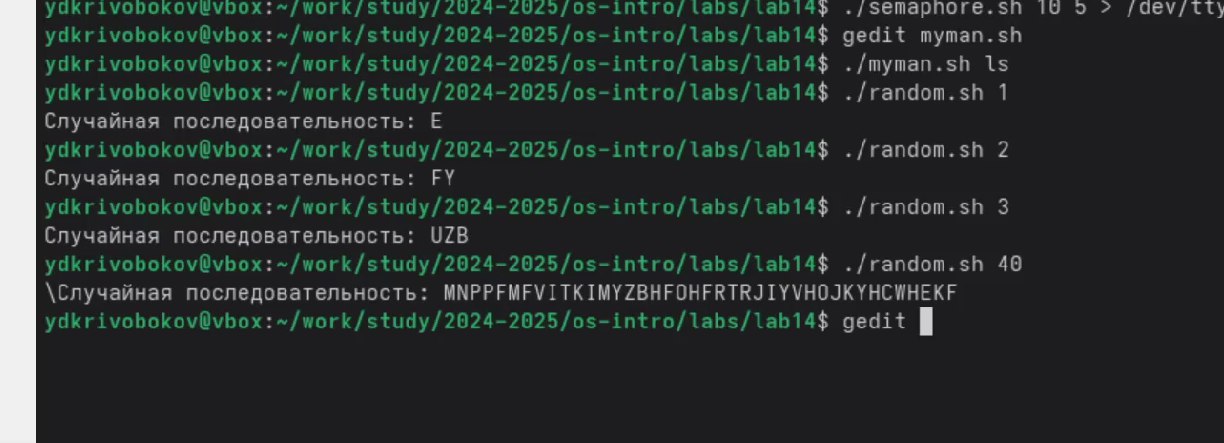 ydkrivobokov@vbox:~/work/study/2024-2025/os-intro/labs/lab14$ ./semaphore.sh 10 5 > /dev/tty
ydkrivobokov@vbox:~/work/study/2024-2025/os-intro/labs/lab14$ gedit myman.sh
ydkrivobokov@vbox:~/work/study/2024-2025/os-intro/labs/lab14$ ./myman.sh ls
ydkrivobokov@vbox:~/work/study/2024-2025/os-intro/labs/lab14$ ./random.sh 1
Случайная последовательность: E
ydkrivobokov@vbox:~/work/study/2024-2025/os-intro/labs/lab14$ ./random.sh 2
Случайная последовательность: FY
ydkrivobokov@vbox:~/work/study/2024-2025/os-intro/labs/lab14$ ./random.sh 3
Случайная последовательность: UZB
ydkrivobokov@vbox:~/work/study/2024-2025/os-intro/labs/lab14$ ./random.sh 40
\Случайная последовательность: MNPPFMFVITKIMYZBHFOHFRTRJIYVHOJKYHCWHEKF
ydkrivobokov@vbox:~/work/study/2024-2025/os-intro/labs/lab14$ gedit